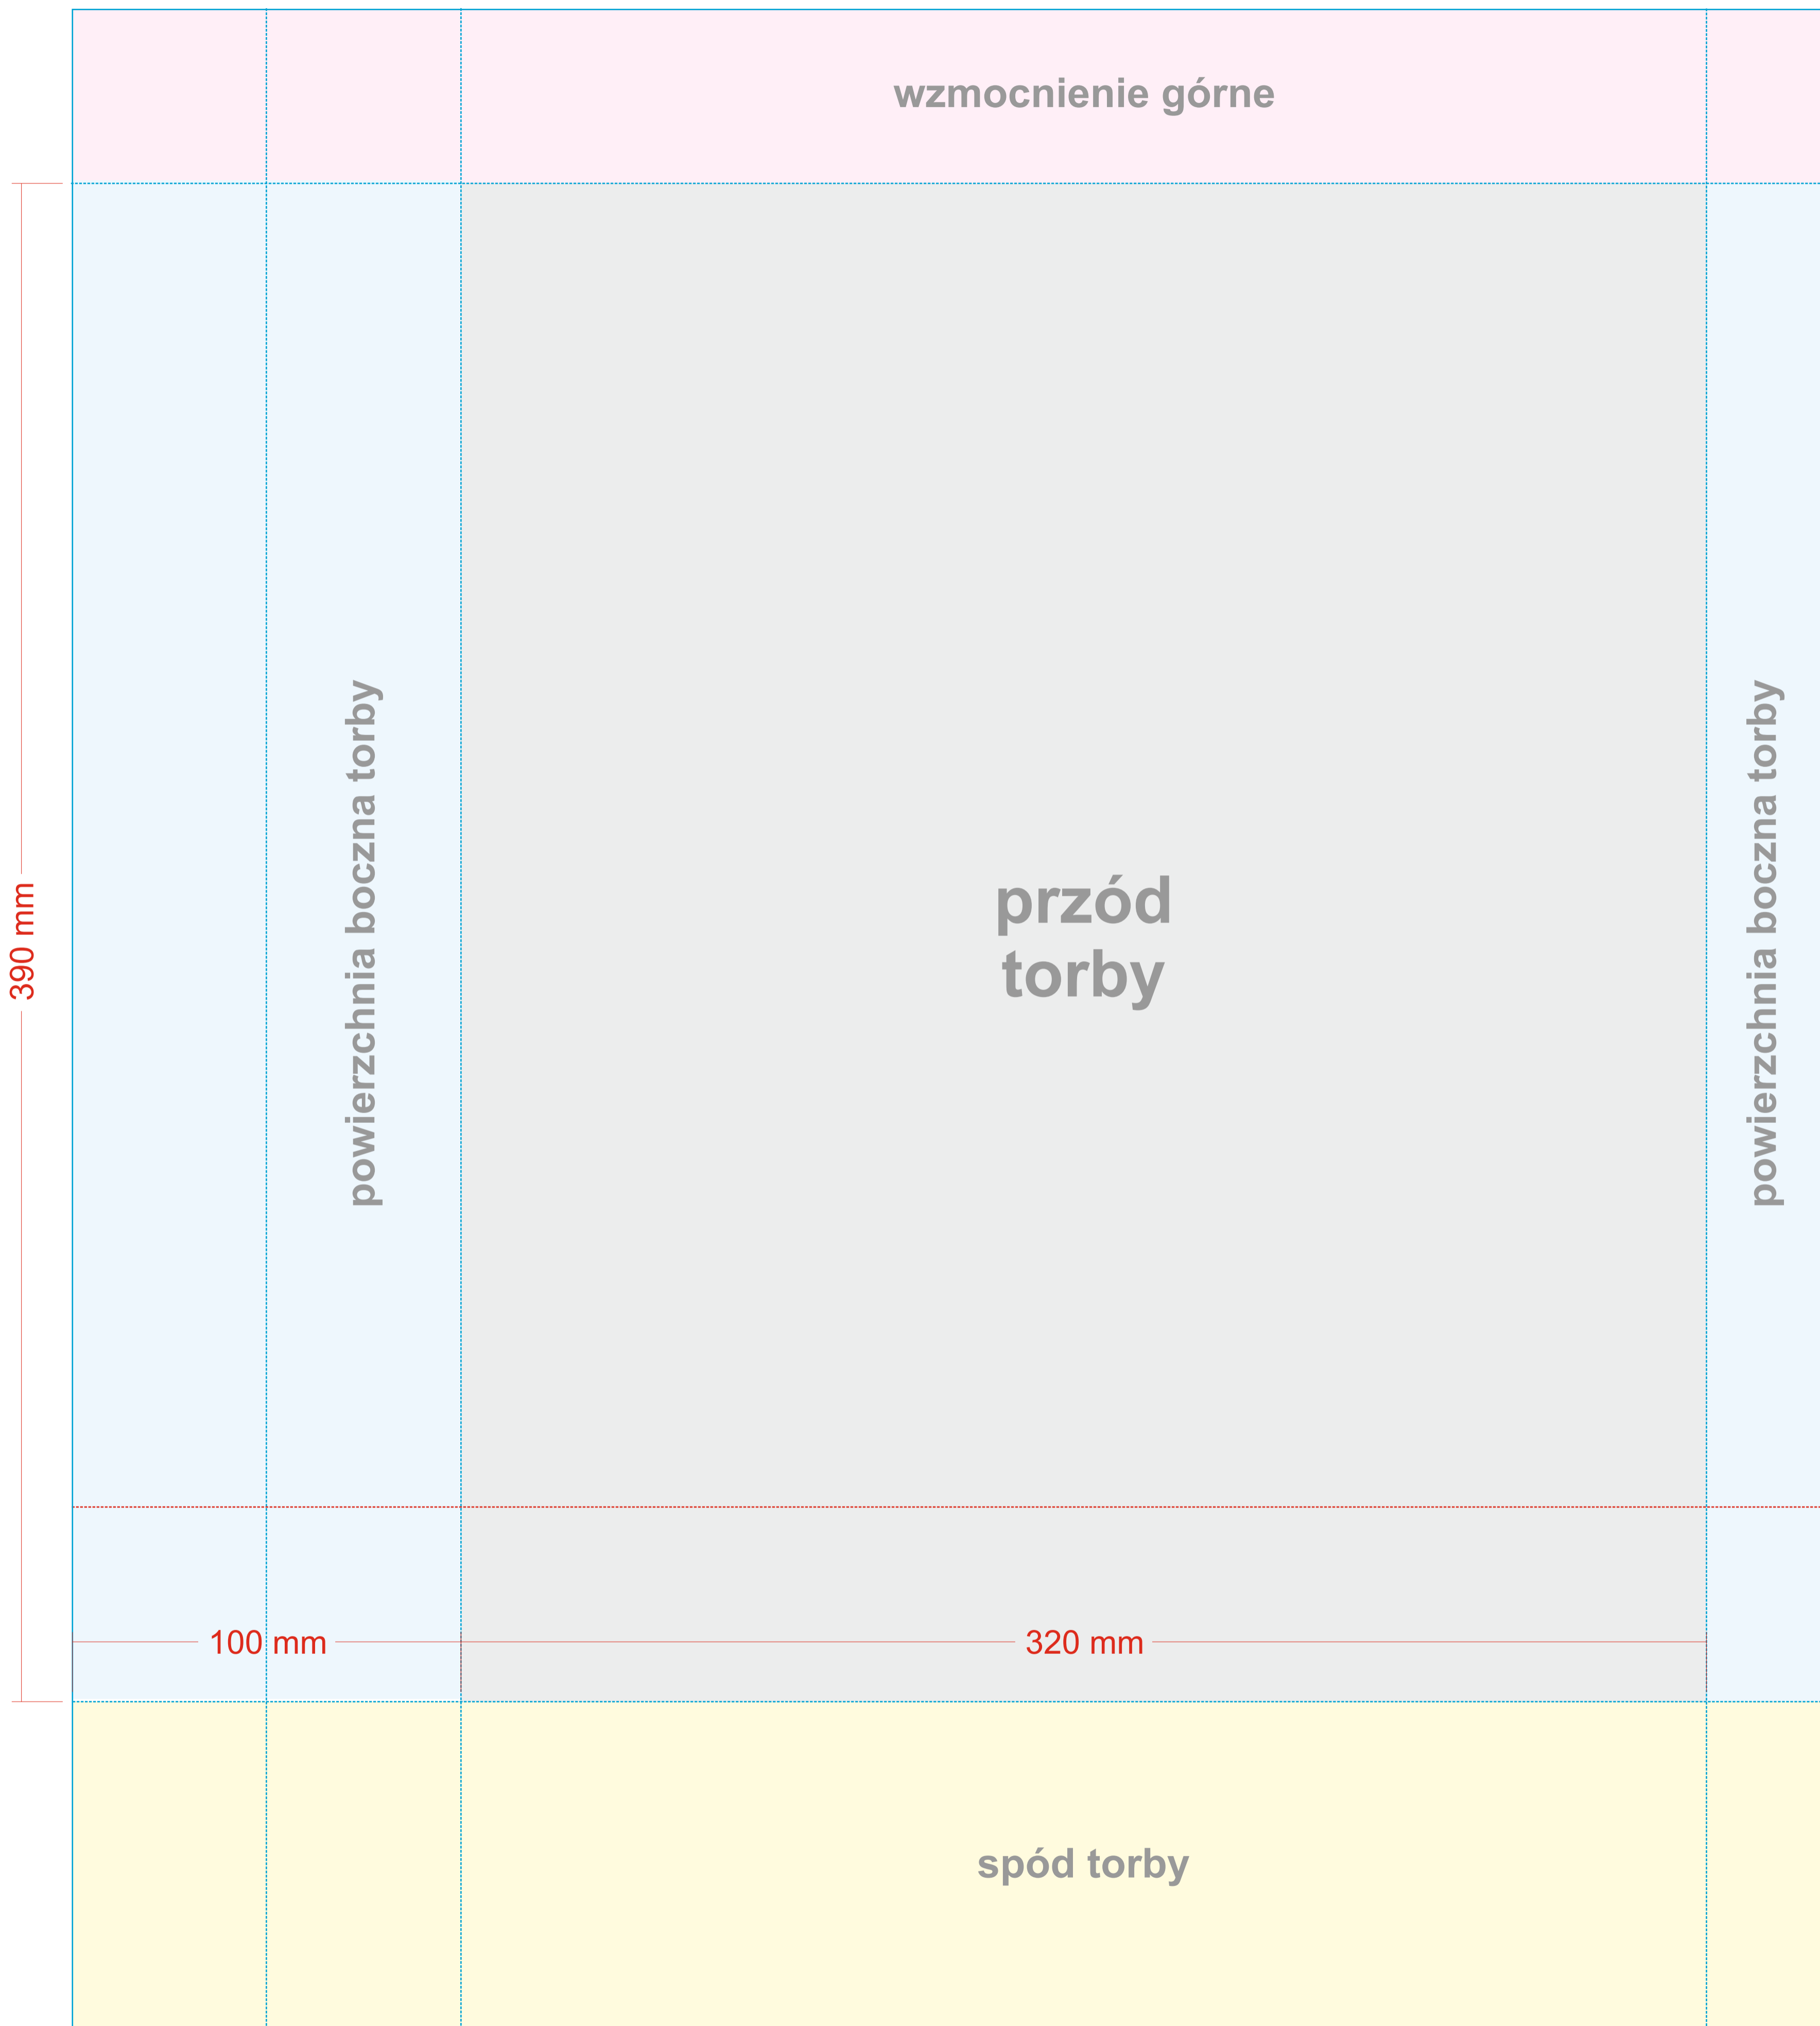 wzmocnienie górne
390 mm
powierzchnia boczna torby
przód
torby
powierzchnia boczna torby
100 mm
320 mm
spód torby